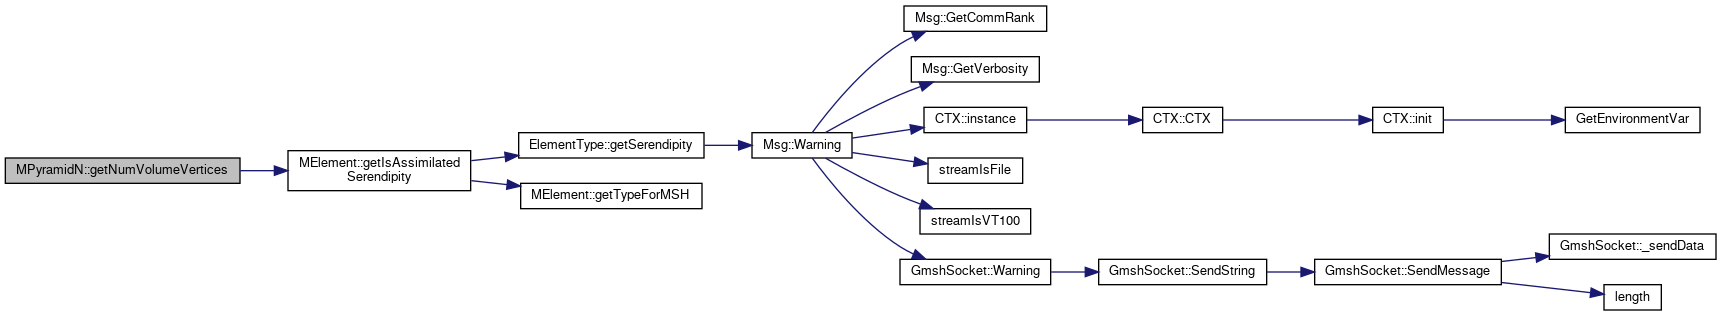 MPyramidN::getNumVolumeVertices
MElement::getIsAssimilated
Serendipity
ElementType::getSerendipity
MElement::getTypeForMSH
Msg::Warning
Msg::GetCommRank
Msg::GetVerbosity
CTX::instance
CTX::CTX
CTX::init
GetEnvironmentVar
streamIsFile
streamIsVT100
GmshSocket::Warning
GmshSocket::SendString
GmshSocket::SendMessage
GmshSocket::_sendData
length